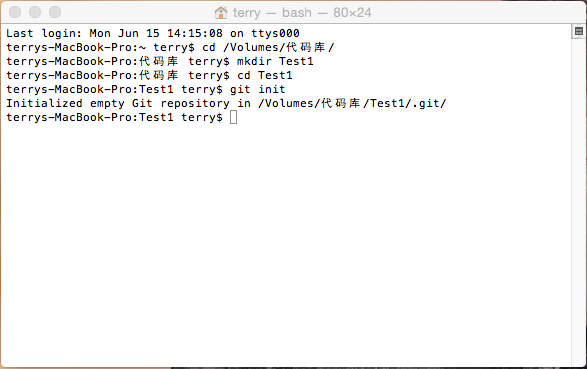 terry — bash — 80×24
Last login: Mon Jun 15 14:15:08 on ttys000
terrys-MacBook-Pro:~ terry$ cd /Volumes/代码库/
terrys-MacBook-Pro:代码库 terry$ mkdir Test1
terrys-MacBook-Pro:代码库 terry$ cd Test1
terrys-MacBook-Pro:Test1 terry$ git init
Initialized empty Git repository in /Volumes/代码库/Test1/.git/
terrys-MacBook-Pro:Test1 terry$